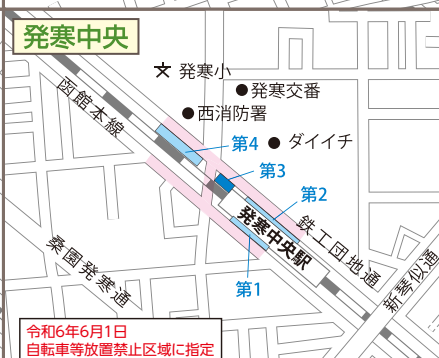 発寒中央
発寒小
発寒交番
西消防署
函館本線
第4
ダイイチ
第3
第2
発寒中央駅
鉄工団地通
桑園発寒通
第1
新琴似通
令和6年6月1日
自転車等放置禁止区域に指定